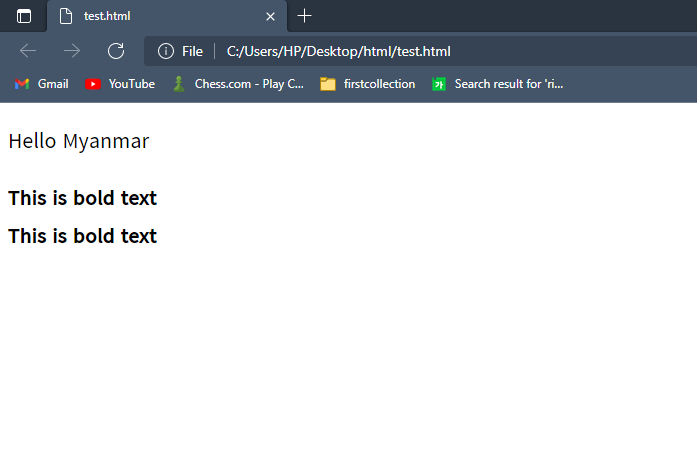 test.html
File C:/Users/HP/Desktop/html/test.html
Gmail YouTube Chess.com - Play C... firstcollection Search result for 'ri...
Hello Myanmar
This is bold text
This is bold text